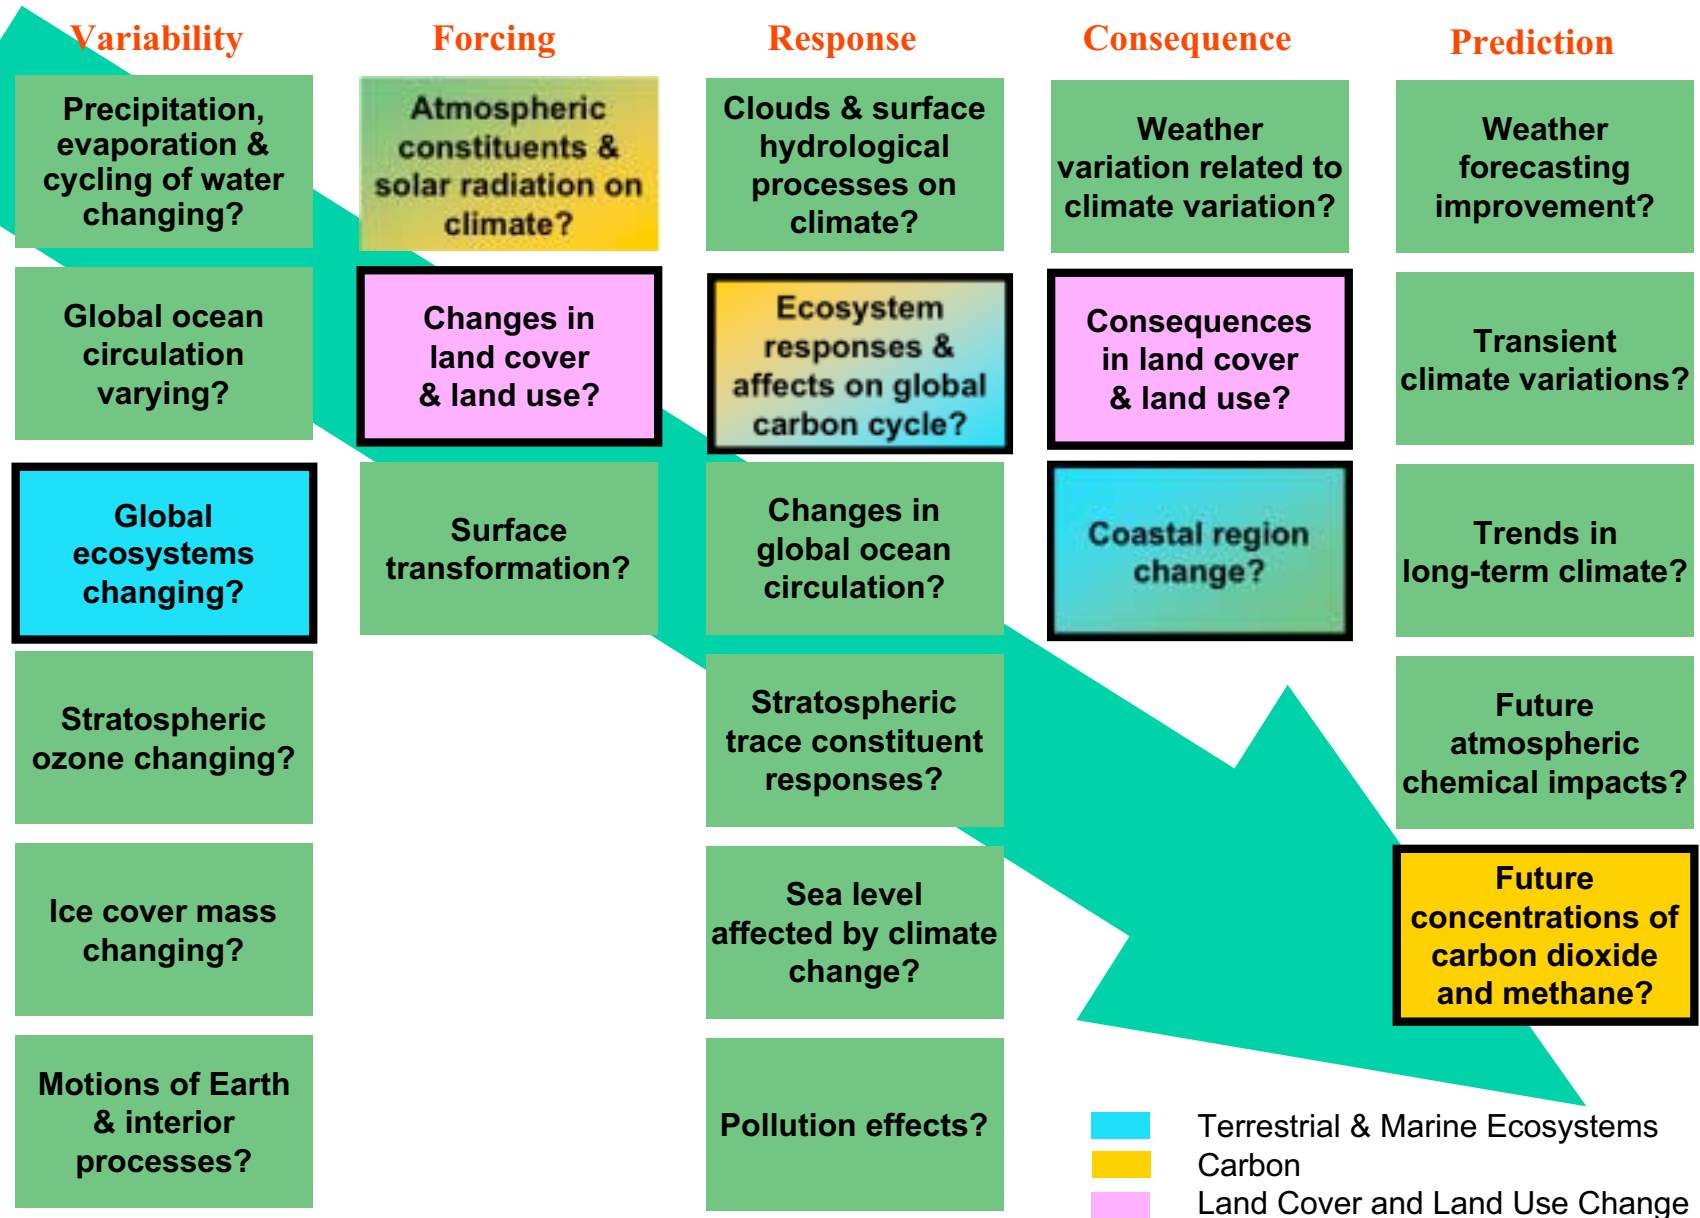 Variability
Forcing
Response
Consequence
Prediction
Precipitation,
evaporation &
cycling of water
changing?
Atmospheric
constituents &
solar radiation on
climate?
Clouds & surface
hydrological
processes on
climate?
Weather
variation related to
climate variation?
Weather
forecasting
improvement?
Global ocean
circulation
varying?
Changes in
land cover
& land use?
Ecosystem
responses &
affects on global
carbon cycle?
Consequences
in land cover
& land use?
Transient
climate variations?
Global
ecosystems
changing?
Surface
transformation?
Changes in
global ocean
circulation?
Coastal region
change?
Trends in
long-term climate?
Stratospheric
ozone changing?
Stratospheric
trace constituent
responses?
Future
atmospheric
chemical impacts?
Ice cover mass
changing?
Sea level
affected by climate
change?
Future
concentrations of
carbon dioxide
and methane?
Motions of Earth
& interior
processes?
Pollution effects?
Terrestrial & Marine Ecosystems
Carbon
Land Cover and Land Use Change